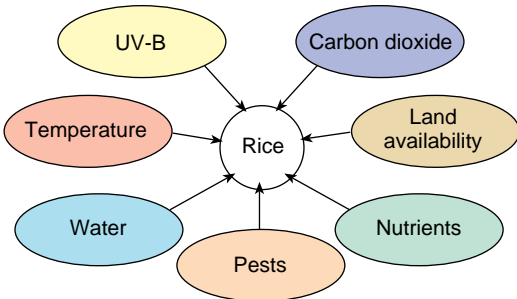 UV-B
Carbon dioxide
Temperature
Rice
Land
availability
Water
Nutrients
Pests